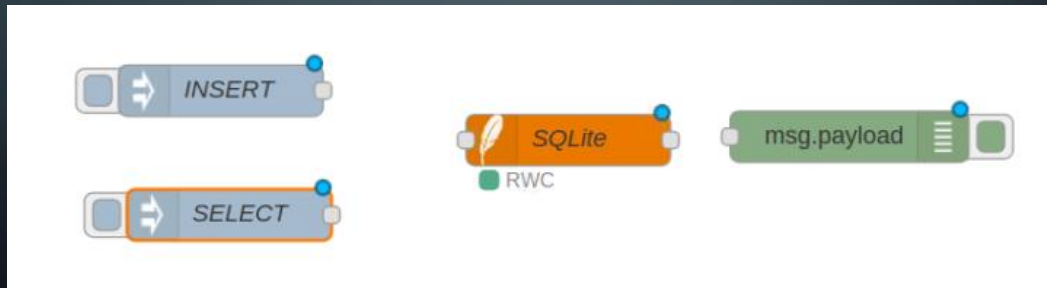 INSERT
SQLite
msg.payload
RWC
SELECT